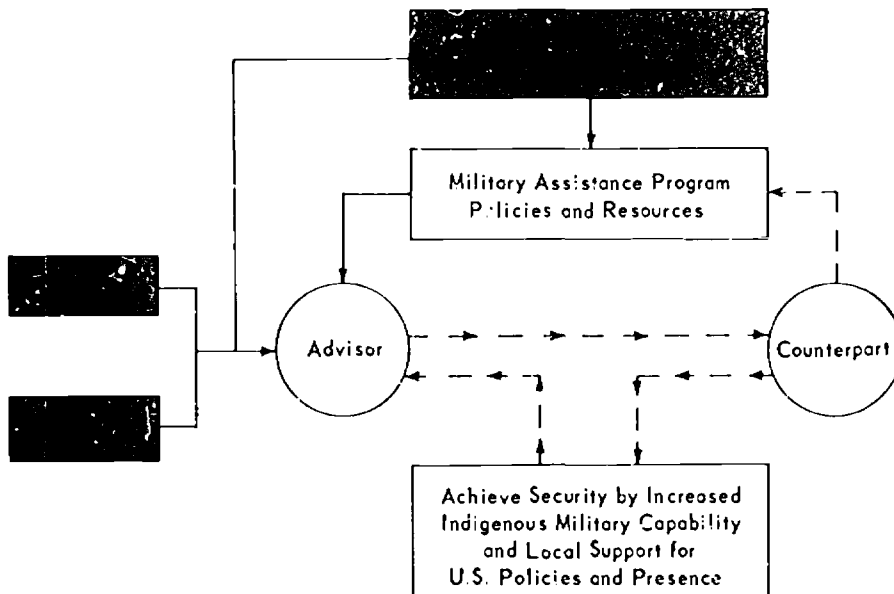 Military Assistance Program
Policies and Resources
Advisor
Counterpart
Achieve Security by Increased
Indigenous Military Capability
and Local Support for
U.S. Policies and Presence